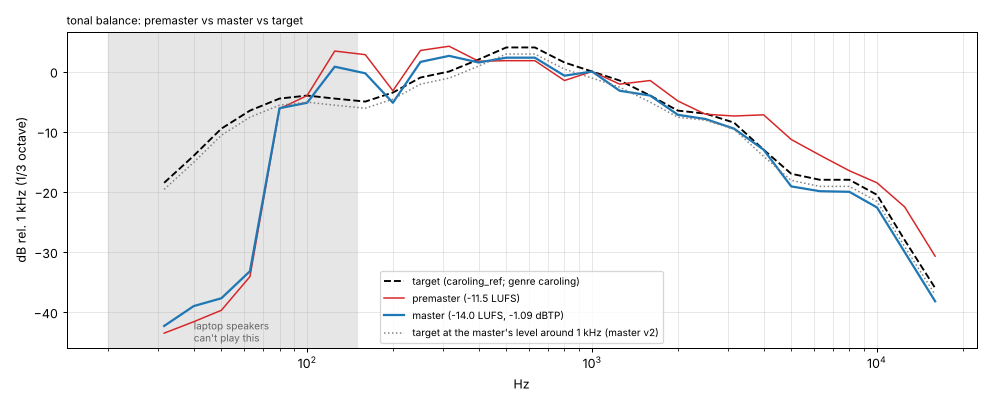 tonal balance: premaster vs master vs target
dB rel. 1 kHz (1/3 octave)
0
−10
−20
−30
−40
laptop speakers
can't play this
target (caroling_ref; genre caroling)
premaster (-11.5 LUFS)
master (-14.0 LUFS, -1.09 dBTP)
target at the master's level around 1 kHz (master v2)
10² 10³ 10⁴
Hz